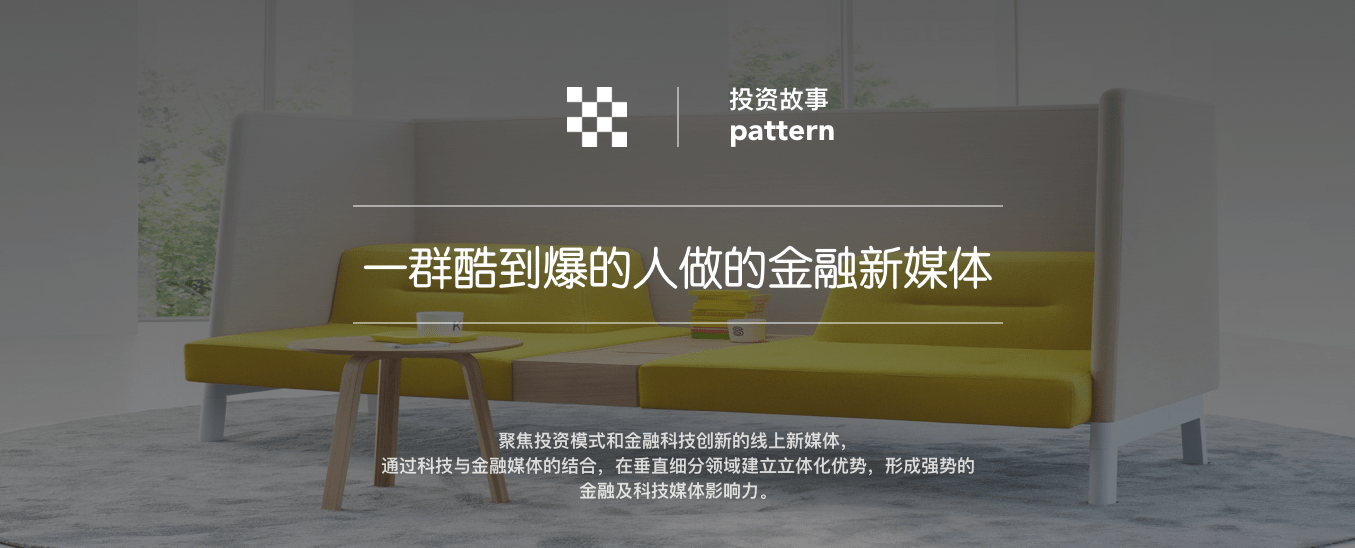 投资故事
pattern
一群酷到爆的人做的金融新媒体
K
聚焦投资模式和金融科技创新的线上新媒体，
通过科技与金融媒体的结合，在垂直细分领域建立立体化优势，形成强势的
金融及科技媒体影响力。